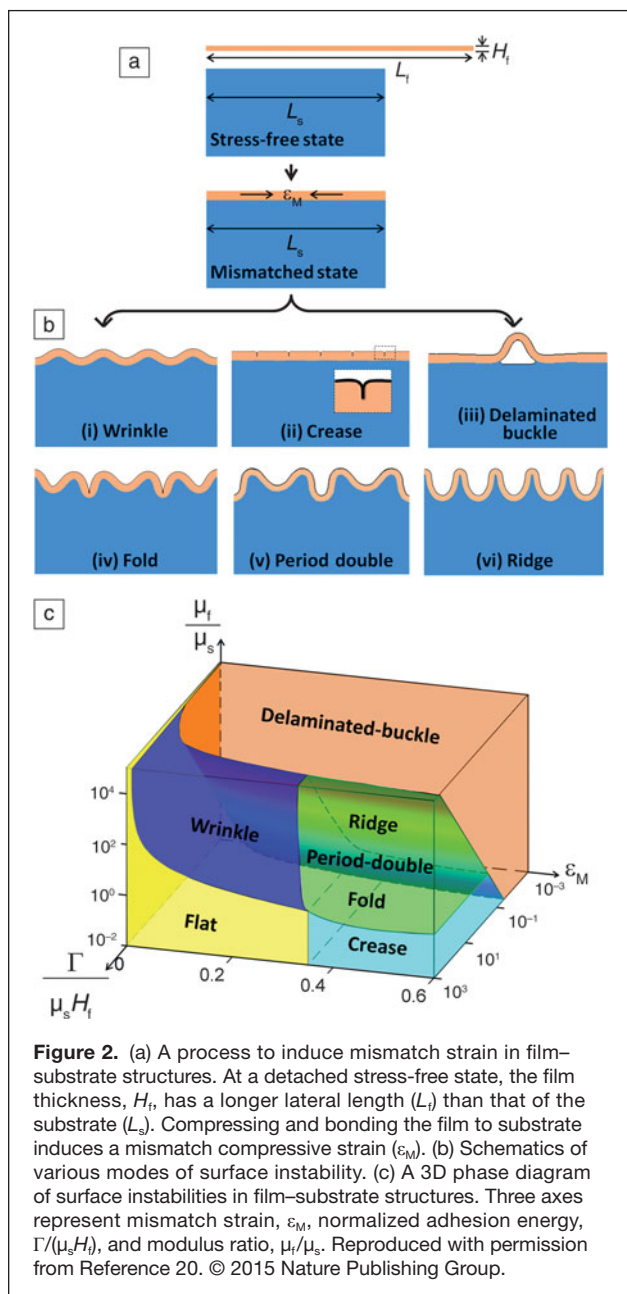 a
H_f
L_f
L_s
Stress-free state
ε_M
L_s
Mismatched state
b
(i) Wrinkle
(ii) Crease
(iii) Delaminated
buckle
(iv) Fold
(v) Period double
(vi) Ridge
c
μ_f
μ_s
Delaminated-buckle
10^4
Ridge
Wrinkle
ε_M
10^2
Period-double
10^-3
10^0
Fold
10^-1
Flat
10^-2
Crease
10^1
Γ
0
0.2
0.4
0.6
10^3
μ_sH_f
Figure 2. (a) A process to induce mismatch strain in film–
substrate structures. At a detached stress-free state, the film
thickness, H_f, has a longer lateral length (L_f) than that of the
substrate (L_s). Compressing and bonding the film to substrate
induces a mismatch compressive strain (ε_M). (b) Schematics of
various modes of surface instability. (c) A 3D phase diagram
of surface instabilities in film–substrate structures. Three axes
represent mismatch strain, ε_M, normalized adhesion energy,
Γ/(μ_sH_f), and modulus ratio, μ_f/μ_s. Reproduced with permission
from Reference 20. © 2015 Nature Publishing Group.